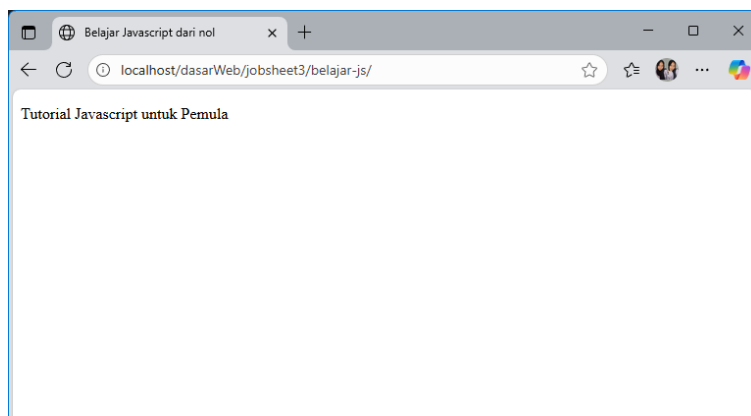 Belajar Javascript dari nol
localhost/dasarWeb/jobsheet3/belajar-js/
Tutorial Javascript untuk Pemula